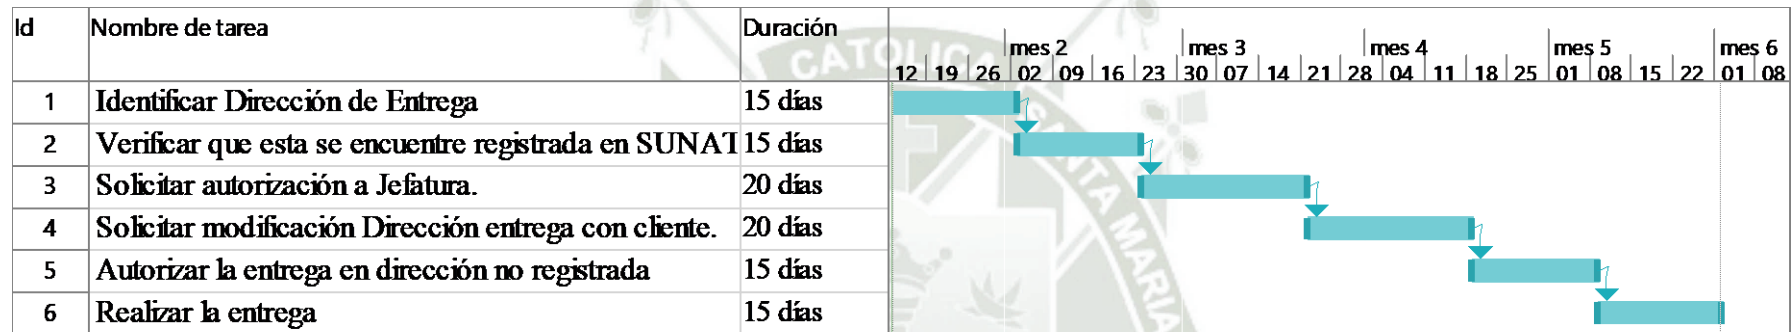 Id Nombre de tarea Duración
mes 2 mes 3 mes 4 mes 5 mes 6
12 19 26 02 09 16 23 30 07 14 21 28 04 11 18 25 01 08 15 22 01 08
1 Identificar Dirección de Entrega 15 días
2 Verificar que esta se encuentre registrada en SUNAT 15 días
3 Solicitar autorización a Jefatura. 20 días
4 Solicitar modificación Dirección entrega con cliente. 20 días
5 Autorizar la entrega en dirección no registrada 15 días
6 Realizar la entrega 15 días
CATOLICA
SANTA MARIA